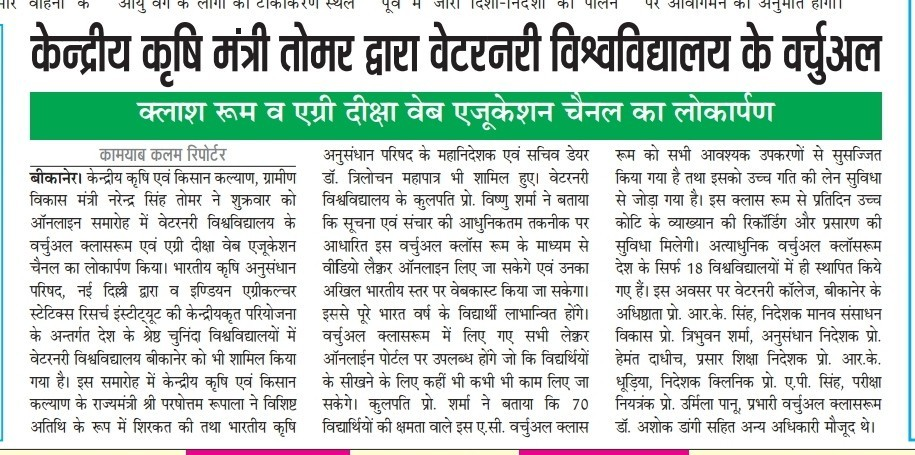 आयु वर्ग के लोगों का टीकाकरण स्थल
पूर्व में जारी दिशा-निर्देशों की पालन
पर आवागमन की अनुमति होगी।
केन्द्रीय कृषि मंत्री तोमर द्वारा वेटरनरी विश्वविद्यालय के वर्चुअल
क्लाश रूम व एग्री दीक्षा वेब एजूकेशन चैनल का लोकार्पण
कामयाब कलम रिपोर्टर
बीकानेर। केन्द्रीय कृषि एवं किसान कल्याण, ग्रामीण
विकास मंत्री नरेन्द्र सिंह तोमर ने शुक्रवार को
ऑनलाइन समारोह में वेटरनरी विश्वविद्यालय के
वर्चुअल क्लासरूम एवं एग्री दीक्षा वेब एजूकेशन
चैनल का लोकार्पण किया। भारतीय कृषि अनुसंधान
परिषद, नई दिल्ली द्वारा व इण्डियन एग्रीकल्चर
स्टेटिक्स रिसर्च इंस्टीट्यूट की केन्द्रीयकृत परियोजना
के अन्तर्गत देश के श्रेष्ठ चुनिंदा विश्वविद्यालयों में
वेटरनरी विश्वविद्यालय बीकानेर को भी शामिल किया
गया है। इस समारोह में केन्द्रीय कृषि एवं किसान
कल्याण के राज्यमंत्री श्री परषोत्तम रूपाला ने विशिष्ट
अतिथि के रूप में शिरकत की तथा भारतीय कृषि
अनुसंधान परिषद के महानिदेशक एवं सचिव डेयर
डॉ. त्रिलोचन महापात्र भी शामिल हुए। वेटरनरी
विश्वविद्यालय के कुलपति प्रो. विष्णु शर्मा ने बताया
कि सूचना एवं संचार की आधुनिकतम तकनीक पर
आधारित इस वर्चुअल क्लॉस रूम के माध्यम से
वीडियो लैक्चर ऑनलाइन लिए जा सकेगे एवं उनका
अखिल भारतीय स्तर पर वेबकास्ट किया जा सकेगा।
इससे पूरे भारत वर्ष के विद्यार्थी लाभान्वित होंगे।
वर्चुअल क्लासरूम में लिए गए सभी लेक्चर
ऑनलाईन पोर्टल पर उपलब्ध होंगे जो कि विद्यर्थियों
के सीखने के लिए कहीं भी कभी भी काम लिए जा
सकेगे। कुलपति प्रो. शर्मा ने बताया कि 70
विद्यार्थियों की क्षमता वाले इस ए.सी. वर्चुअल क्लास
रूम को सभी आवश्यक उपकरणों से सुसज्जित
किया गया है तथा इसको उच्च गति की लेन सुविधा
से जोड़ा गया है। इस क्लास रूम से प्रतिदिन उच्च
कोटि के व्याख्यान की रिकॉर्डिंग और प्रसारण की
सुविधा मिलेगी। अत्याधुनिक वर्चुअल क्लॉसरूम
देश के सिर्फ 18 विश्वविद्यालयों में ही स्थापित किये
गए हैं। इस अवसर पर वेटरनरी कॉलेज, बीकानेर के
अधिष्ठाता प्रो. आर.के. सिंह, निदेशक मानव संसाधन
विकास प्रो. त्रिभुवन शर्मा, अनुसंधान निदेशक प्रो.
हेमंत दाधीच, प्रसार शिक्षा निदेशक प्रो. आर.के.
धूड़िया, निदेशक क्लिनिक प्रो. ए.पी. सिंह, परीक्षा
नियत्रंक प्रो. उर्मिला पानू, प्रभारी वर्चुअल क्लासरूम
डॉ. अशोक डांगी सहित अन्य अधिकारी मौजूद थे।